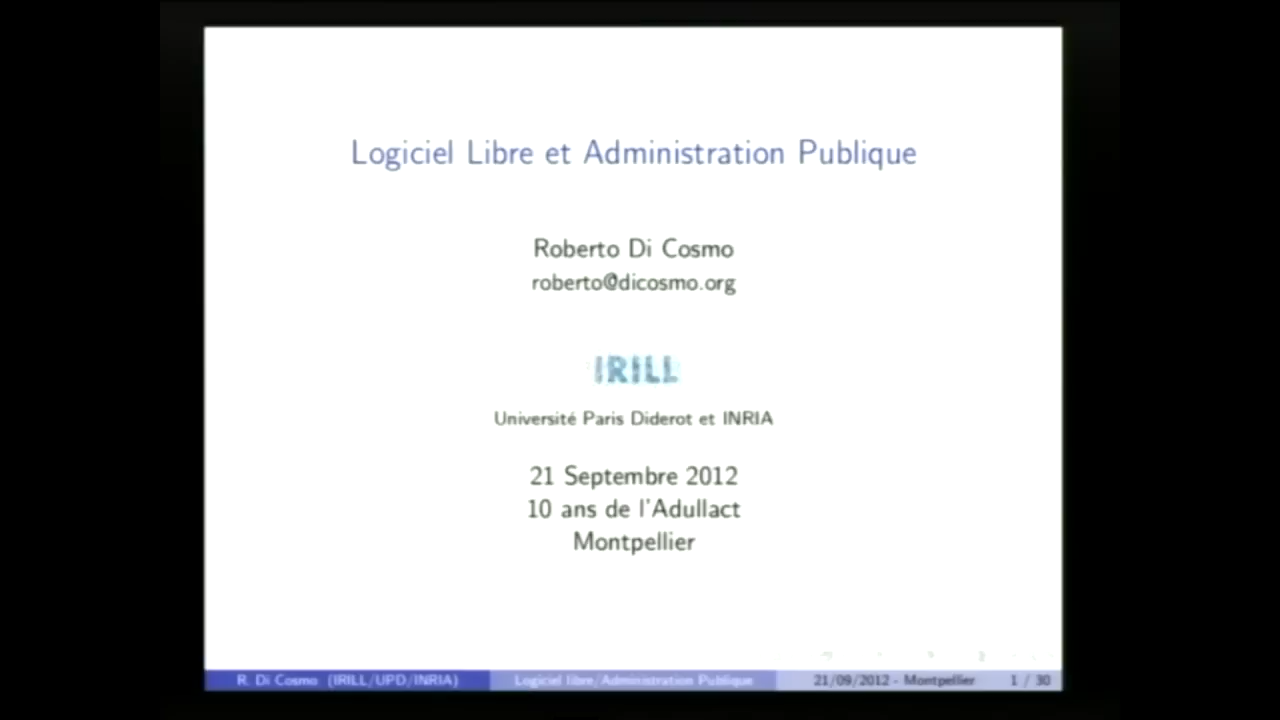 Logiciel Libre et Administration Publique
Roberto Di Cosmo
roberto@dicosmo.org
IRILL
Université Paris Diderot et INRIA
21 Septembre 2012
10 ans de l'Adullact
Montpellier
R. Di Cosmo (IRILL/UPD/INRIA) Logiciel libre/Administration Publique 21/09/2012 - Montpellier 1 / 30